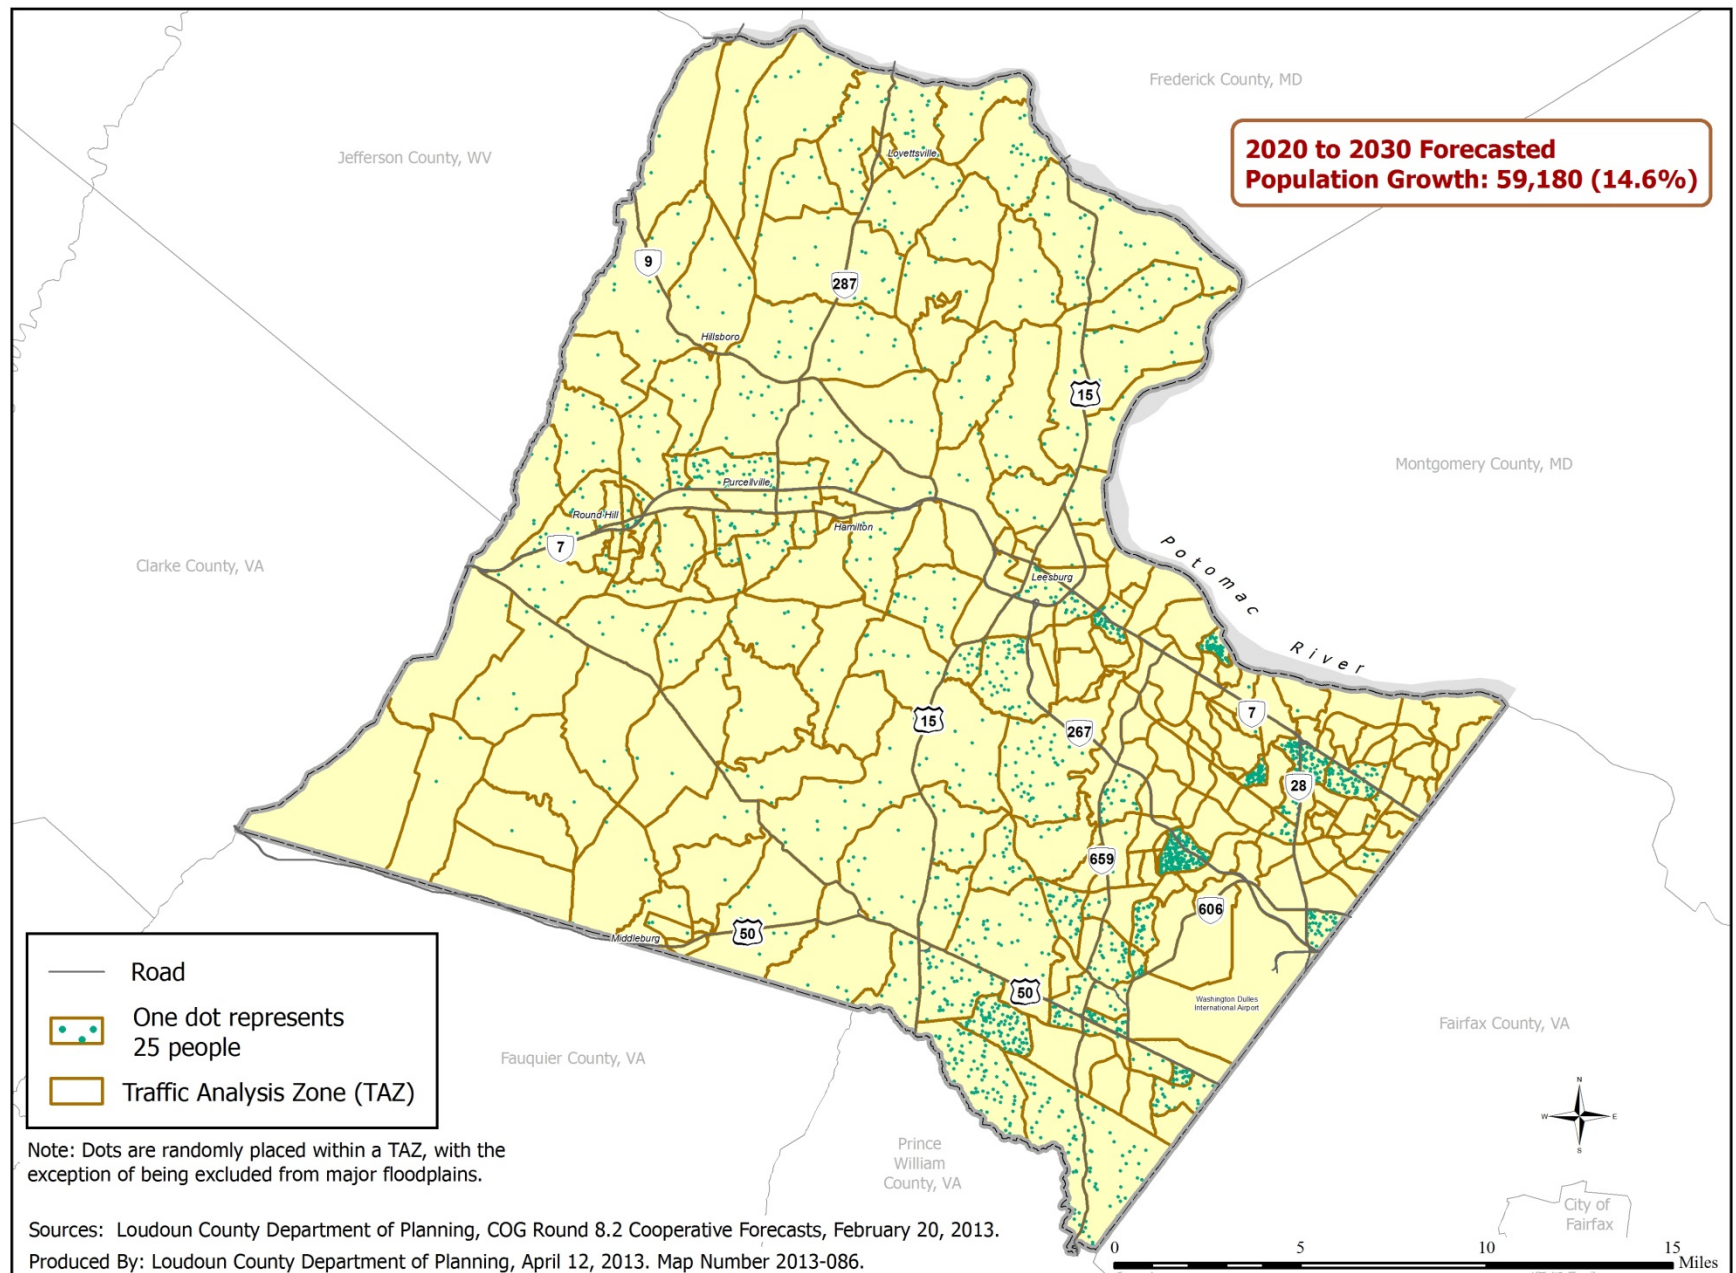 Frederick County, MD
2020 to 2030 Forecasted
Population Growth: 59,180 (14.6%)
Jefferson County, WV
Lovettsville
9
287
Hillsboro
15
Montgomery County, MD
Purcellville
Round Hill
Hamilton
7
Clarke County, VA
Potomac River
Leesburg
15
267
7
28
659
606
50
Middleburg
50
Washington Dulles
International Airport
Fairfax County, VA
Fauquier County, VA
Prince
William
County, VA
City of
Fairfax
N
W
E
S
Road
One dot represents
25 people
Traffic Analysis Zone (TAZ)
Note: Dots are randomly placed within a TAZ, with the
exception of being excluded from major floodplains.
Sources: Loudoun County Department of Planning, COG Round 8.2 Cooperative Forecasts, February 20, 2013.
Produced By: Loudoun County Department of Planning, April 12, 2013. Map Number 2013-086.
0 5 10 15
Miles